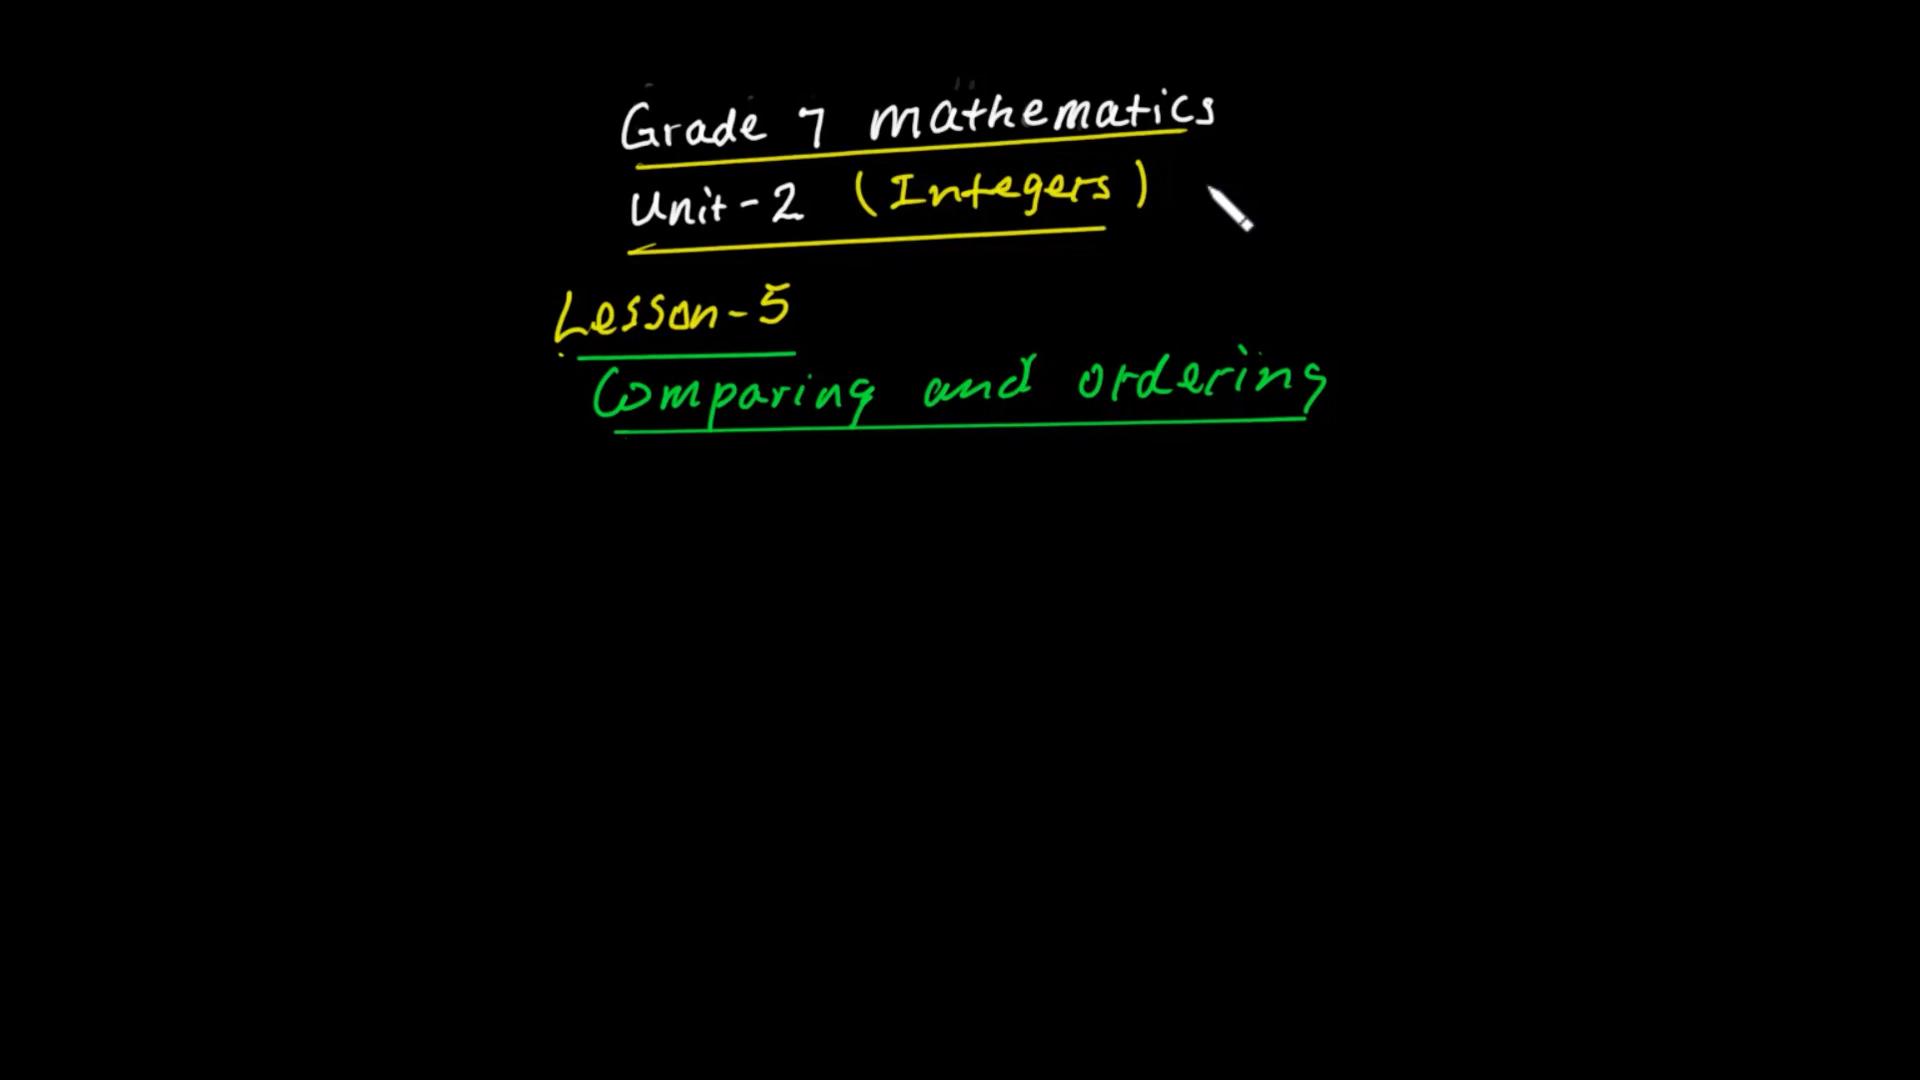 Grade 7 mathematics
Unit-2 (Integers)
Lesson-5
Comparing and ordering